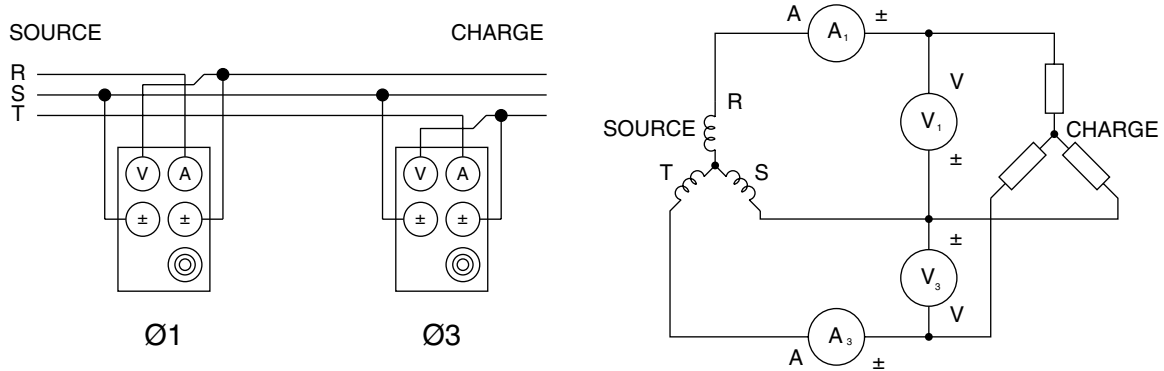 SOURCE CHARGE
R
S
T
V A V A
± ± ± ±
Ø1 Ø3
A A₁ ±
R V
SOURCE V₁ CHARGE
±
T S
±
V₃
V
A A₃ ±